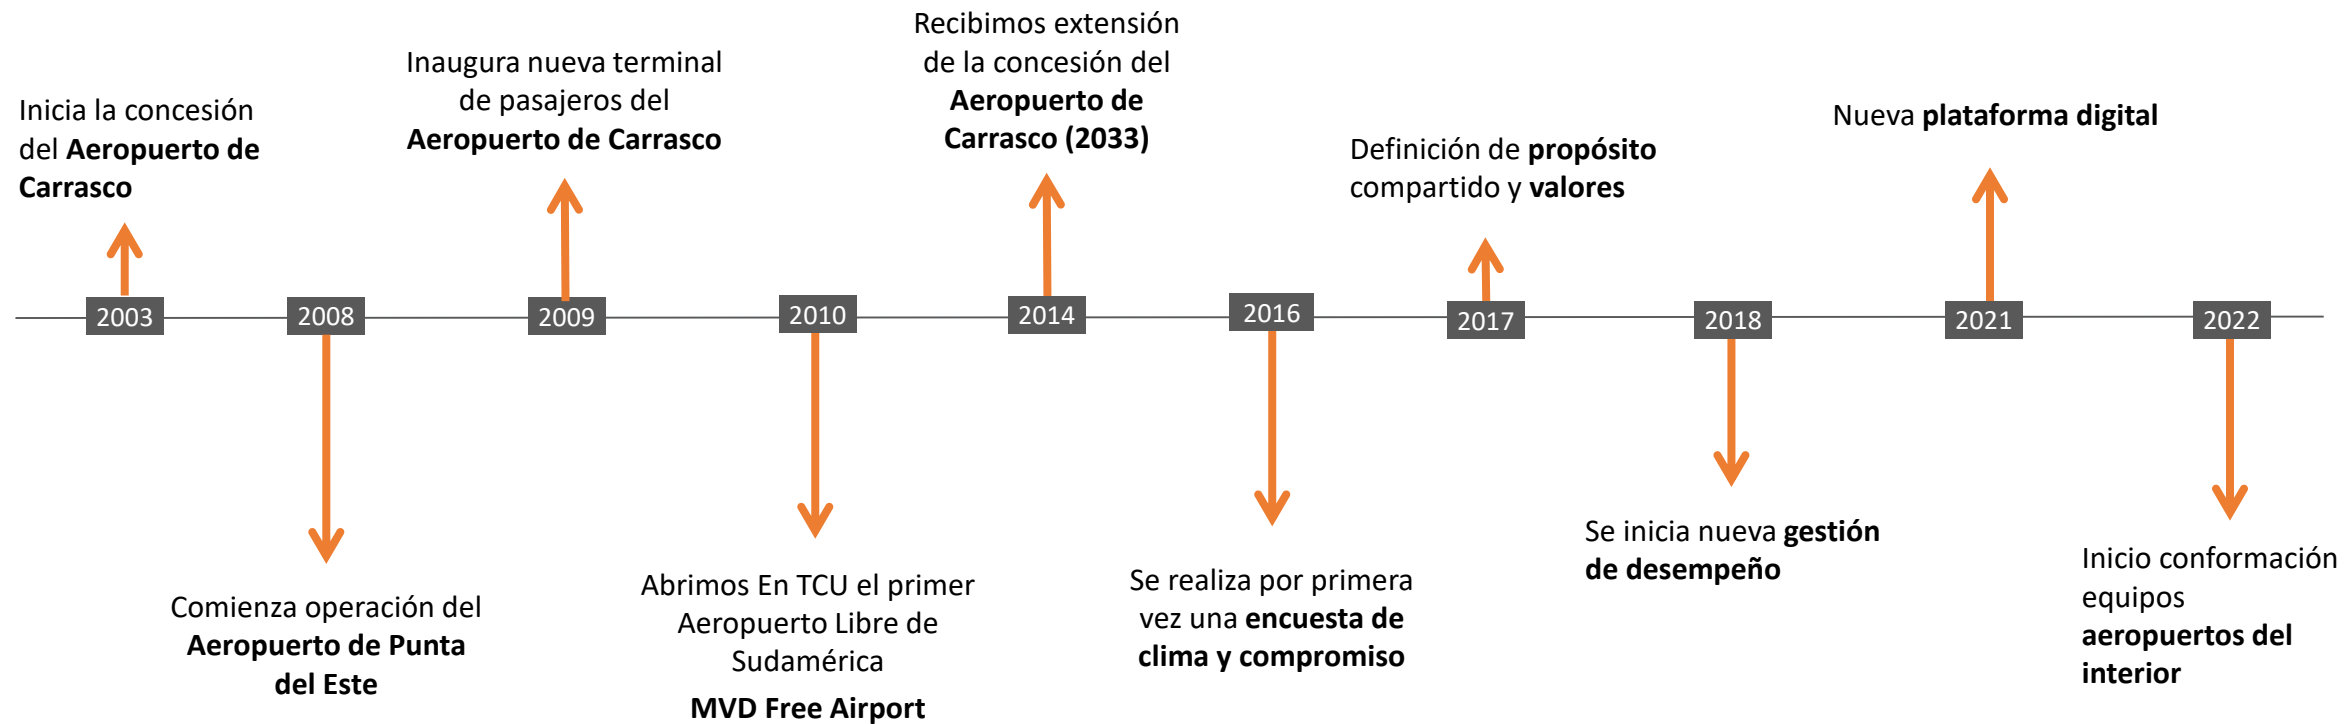 Inicia la concesión
del Aeropuerto de
Carrasco
Inaugura nueva terminal
de pasajeros del
Aeropuerto de Carrasco
Recibimos extensión
de la concesión del
Aeropuerto de
Carrasco (2033)
Definición de propósito
compartido y valores
Nueva plataforma digital
2003
2008
2009
2010
2014
2016
2017
2018
2021
2022
Comienza operación del
Aeropuerto de Punta
del Este
Abrimos En TCU el primer
Aeropuerto Libre de
Sudamérica
MVD Free Airport
Se realiza por primera
vez una encuesta de
clima y compromiso
Se inicia nueva gestión
de desempeño
Inicio conformación
equipos
aeropuertos del
interior